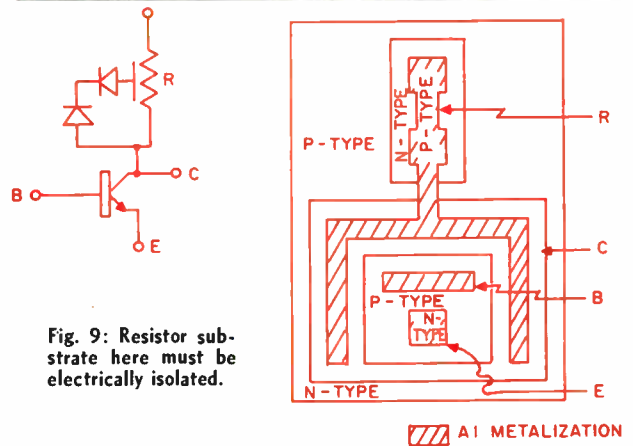 R
C
B
E
P-TYPE
N-TYPE
P-TYPE
R
C
P-TYPE
B
N-
TYPE
N-TYPE
E
Fig. 9: Resistor sub-
strate here must be
electrically isolated.
A1 METALIZATION